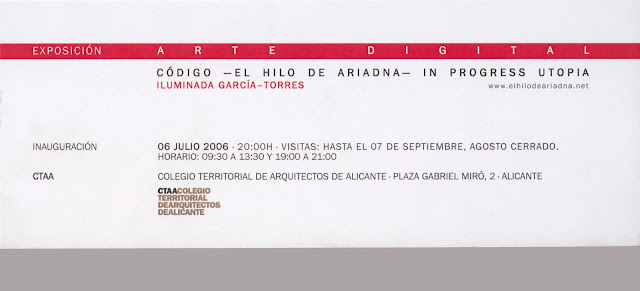 EXPOSICIÓN ARTE DIGITAL
CÓDIGO —EL HILO DE ARIADNA— IN PROGRESS UTOPIA
ILUMINADA GARCÍA-TORRES www.elhilodeariadna.net
INAUGURACIÓN 06 JULIO 2006 · 20:00H · VISITAS: HASTA EL 07 DE SEPTIEMBRE, AGOSTO CERRADO.
HORARIO: 09:30 A 13:30 Y 19:00 A 21:00
CTAA COLEGIO TERRITORIAL DE ARQUITECTOS DE ALICANTE · PLAZA GABRIEL MIRÓ, 2 · ALICANTE
CTAACOLEGIO
TERRITORIAL
DEARQUITECTOS
DEALICANTE